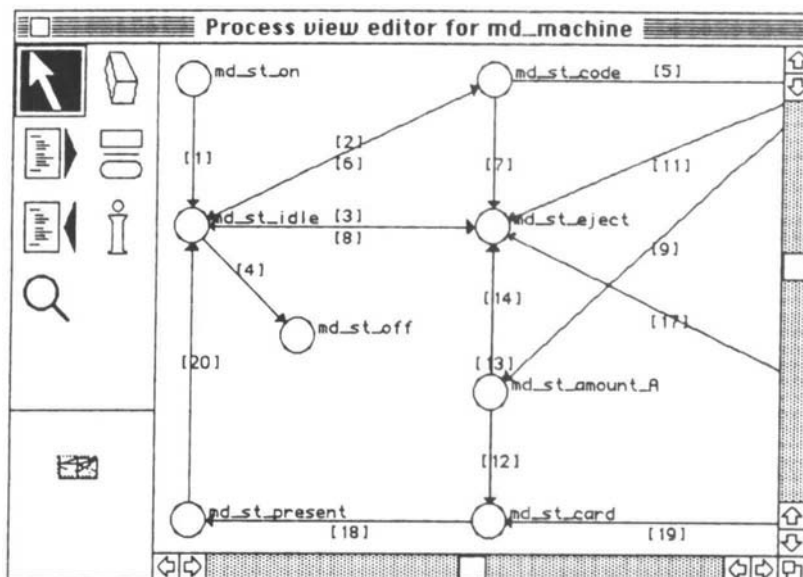 Process view editor for md_machine
md_st_on
md_st_code
[5]
[1]
[2]
[6]
[7]
[11]
md_st_idle
[3]
[8]
md_st_eject
[4]
[9]
[14]
md_st_off
[17]
[20]
[13]
md_st_amount_A
[12]
md_st_present
md_st_card
[18]
[19]